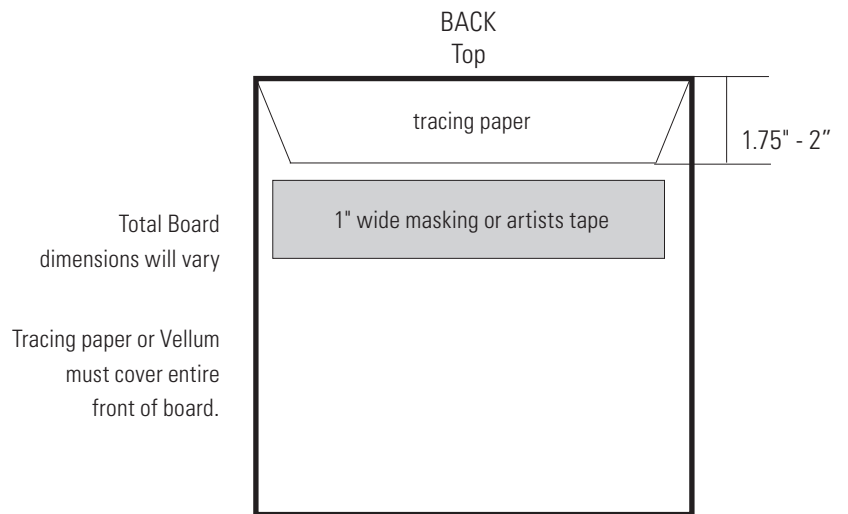 BACK
Top
tracing paper
1.75" - 2”
1" wide masking or artists tape
Total Board
dimensions will vary
Tracing paper or Vellum
must cover entire
front of board.